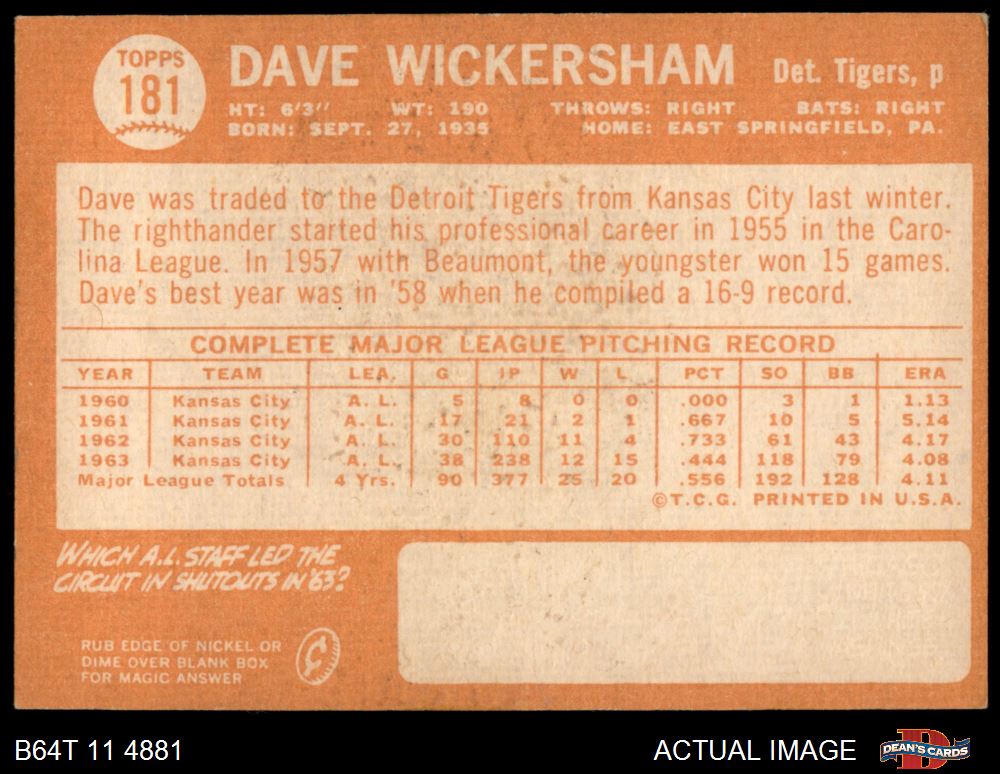 TOPPS
181
DAVE WICKERSHAM Det. Tigers, p
HT: 6'3" WT: 190 THROWS: RIGHT BATS: RIGHT
BORN: SEPT. 27, 1935 HOME: EAST SPRINGFIELD, PA.
Dave was traded to the Detroit Tigers from Kansas City last winter.
The righthander started his professional career in 1955 in the Caro-
lina League. In 1957 with Beaumont, the youngster won 15 games.
Dave's best year was in '58 when he compiled a 16-9 record.
COMPLETE MAJOR LEAGUE PITCHING RECORD
YEAR TEAM LEA. G IP W L PCT SO BB ERA
1960 Kansas City A. L. 5 8 0 0 .000 3 1 1.13
1961 Kansas City A. L. 17 21 2 1 .667 10 5 5.14
1962 Kansas City A. L. 30 110 11 4 .733 61 43 4.17
1963 Kansas City A. L. 38 238 12 15 .444 118 79 4.08
Major League Totals 4 Yrs. 90 377 25 20 .556 192 128 4.11
©T.C.G. PRINTED IN U.S.A.
WHICH A.L. STAFF LED THE
CIRCUIT IN SHUTOUTS IN '63?
RUB EDGE OF NICKEL OR
DIME OVER BLANK BOX
FOR MAGIC ANSWER
B64T 11 4881 ACTUAL IMAGE DEAN'S CARDS